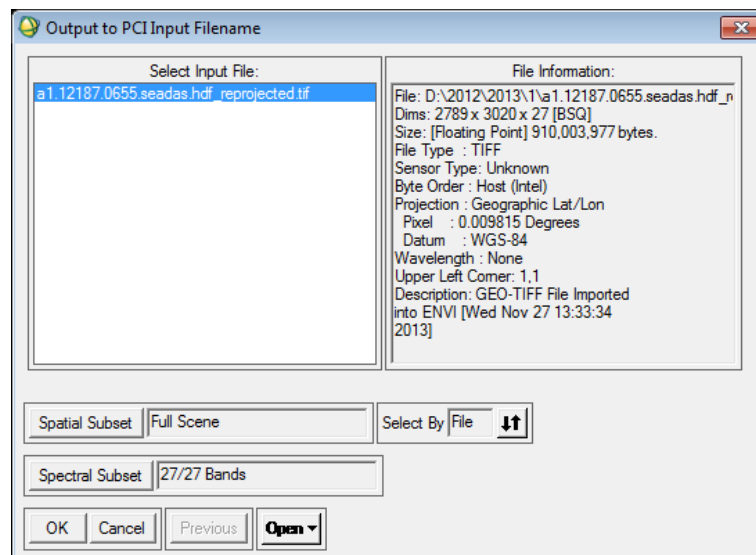 Output to PCI Input Filename
Select Input File:
a1.12187.0655.seadas.hdf_reprojected.tif
File Information:
File: D:\2012\2013\1\a1.12187.0655.seadas.hdf_r
Dims: 2789 x 3020 x 27 [BSQ]
Size: [Floating Point] 910,003,977 bytes.
File Type : TIFF
Sensor Type: Unknown
Byte Order : Host (Intel)
Projection : Geographic Lat/Lon
Pixel : 0.009815 Degrees
Datum : WGS-84
Wavelength : None
Upper Left Corner: 1,1
Description: GEO-TIFF File Imported
into ENVI [Wed Nov 27 13:33:34
2013]
Spatial Subset Full Scene
Select By File
Spectral Subset 27/27 Bands
OK Cancel Previous Open